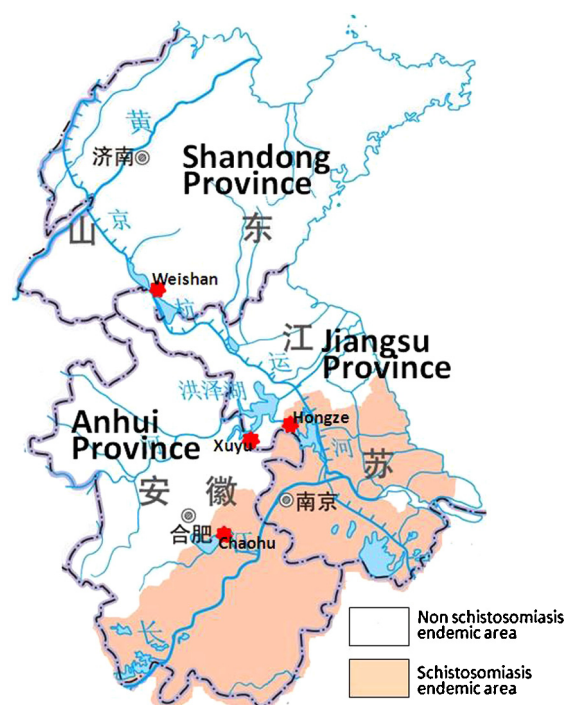 黄
济南
Shandong
Province
京
山
东
Weishan
杭
江
运
Jiangsu
Province
洪泽湖
Hongze
Anhui
Province
Xuyu
河
苏
安
徽
南京
合肥
江
Chaohu
长
Non schistosomiasis
endemic area
Schistosomiasis
endemic area